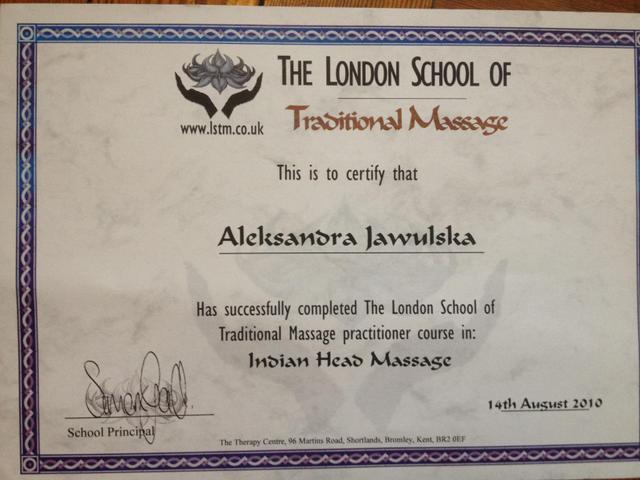 THE LONDON SCHOOL OF
Traditional Massage
www.lstm.co.uk
This is to certify that
Aleksandra Jawulska
Has successfully completed The London School of
Traditional Massage practitioner course in:
Indian Head Massage
14th August 2010
School Principal
The Therapy Centre, 96 Martins Road, Shortlands, Bromley, Kent, BR2 0EF